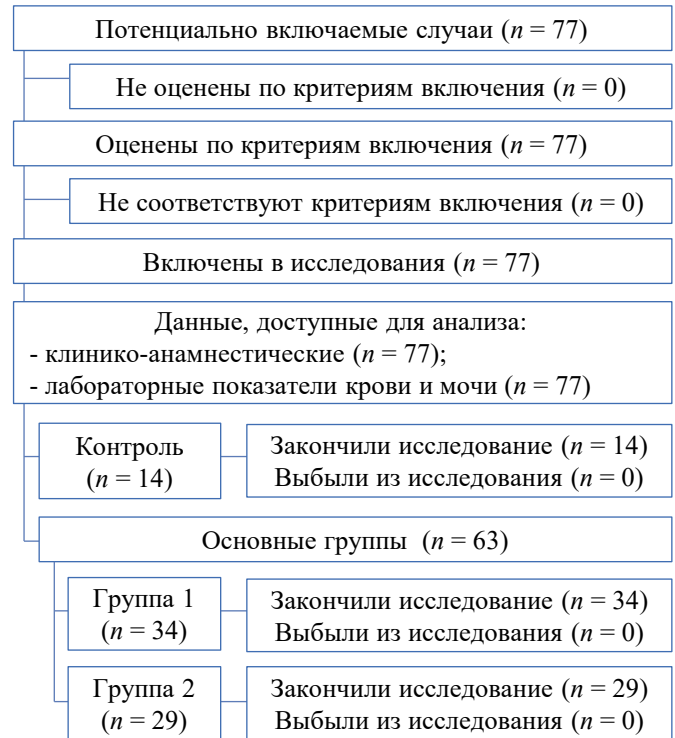 Потенциально включаемые случаи (n = 77)
Не оценены по критериям включения (n = 0)
Оценены по критериям включения (n = 77)
Не соответствуют критериям включения (n = 0)
Включены в исследования (n = 77)
Данные, доступные для анализа:
- клинико-анамнестические (n = 77);
- лабораторные показатели крови и мочи (n = 77)
Контроль
(n = 14)
Закончили исследование (n = 14)
Выбыли из исследования (n = 0)
Основные группы (n = 63)
Группа 1
(n = 34)
Закончили исследование (n = 34)
Выбыли из исследования (n = 0)
Группа 2
(n = 29)
Закончили исследование (n = 29)
Выбыли из исследования (n = 0)